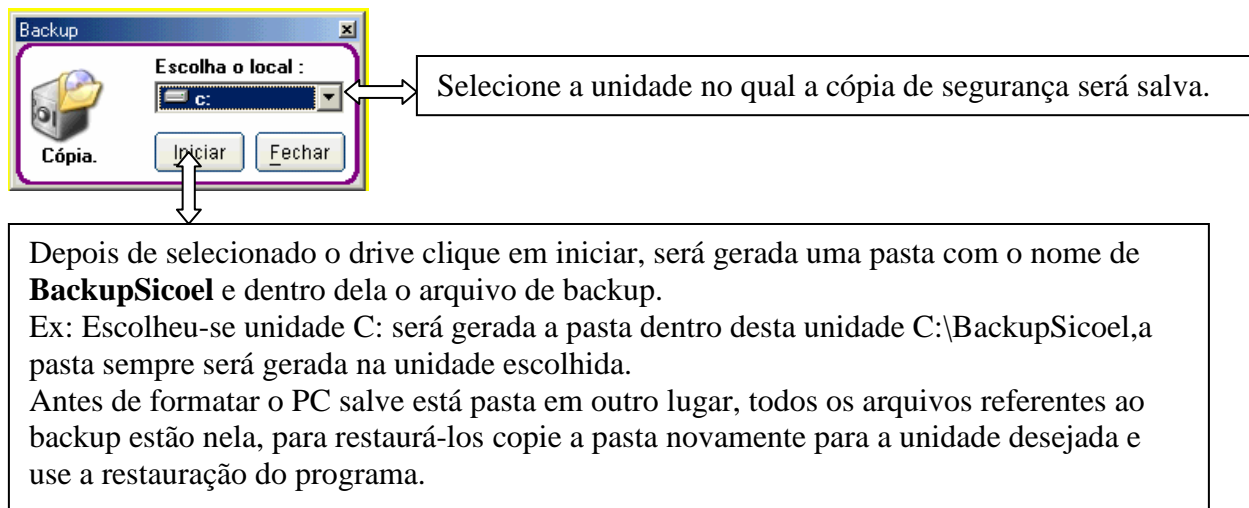 Backup
Escolha o local :
c:
Selecione a unidade no qual a cópia de segurança será salva.
Cópia.
Iniciar
Fechar
Depois de selecionado o drive clique em iniciar, será gerada uma pasta com o nome de
BackupSicoel e dentro dela o arquivo de backup.
Ex: Escolheu-se unidade C: será gerada a pasta dentro desta unidade C:\BackupSicoel,a
pasta sempre será gerada na unidade escolhida.
Antes de formatar o PC salve está pasta em outro lugar, todos os arquivos referentes ao
backup estão nela, para restaurá-los copie a pasta novamente para a unidade desejada e
use a restauração do programa.